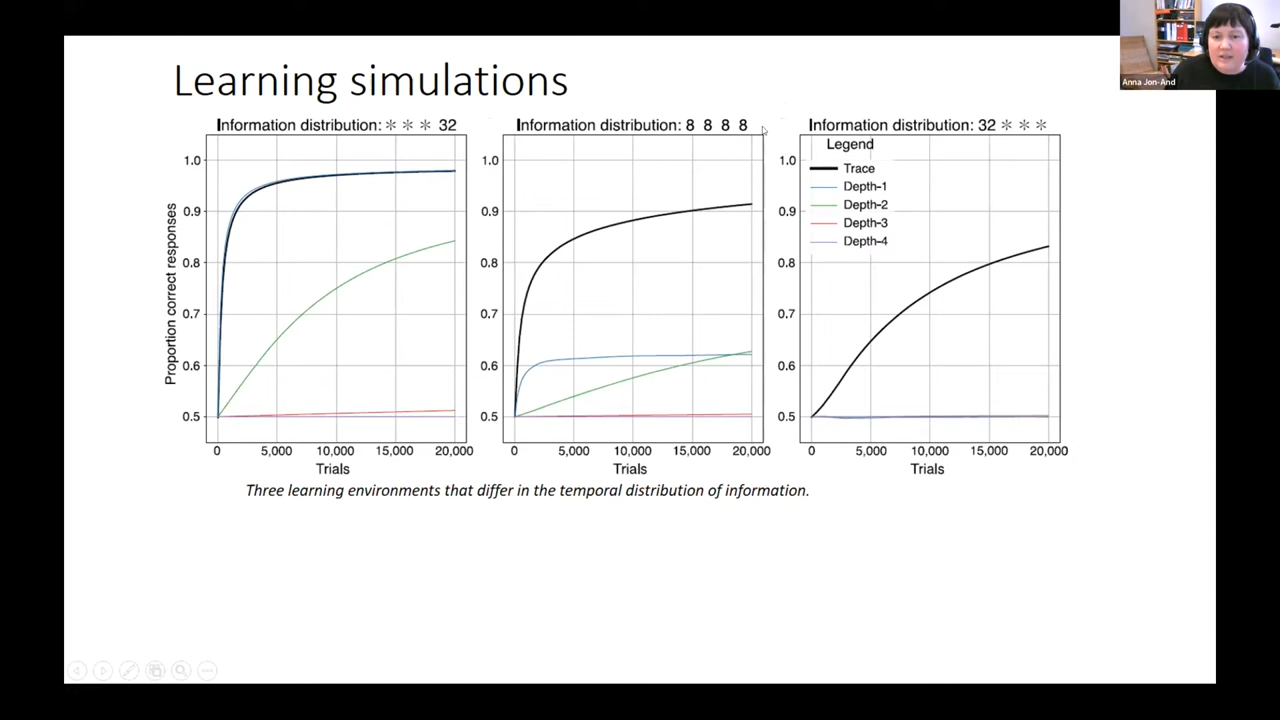 Anna Jon-And
Learning simulations
Information distribution: * * * 32
Information distribution: 8 8 8 8
Information distribution: 32 * * *
Proportion correct responses
1.0
0.9
0.8
0.7
0.6
0.5
0
5,000
10,000
15,000
20,000
Trials
1.0
0.9
0.8
0.7
0.6
0.5
0
5,000
10,000
15,000
20,000
Trials
Legend
Trace
Depth-1
Depth-2
Depth-3
Depth-4
1.0
0.9
0.8
0.7
0.6
0.5
0
5,000
10,000
15,000
20,000
Trials
Three learning environments that differ in the temporal distribution of information.